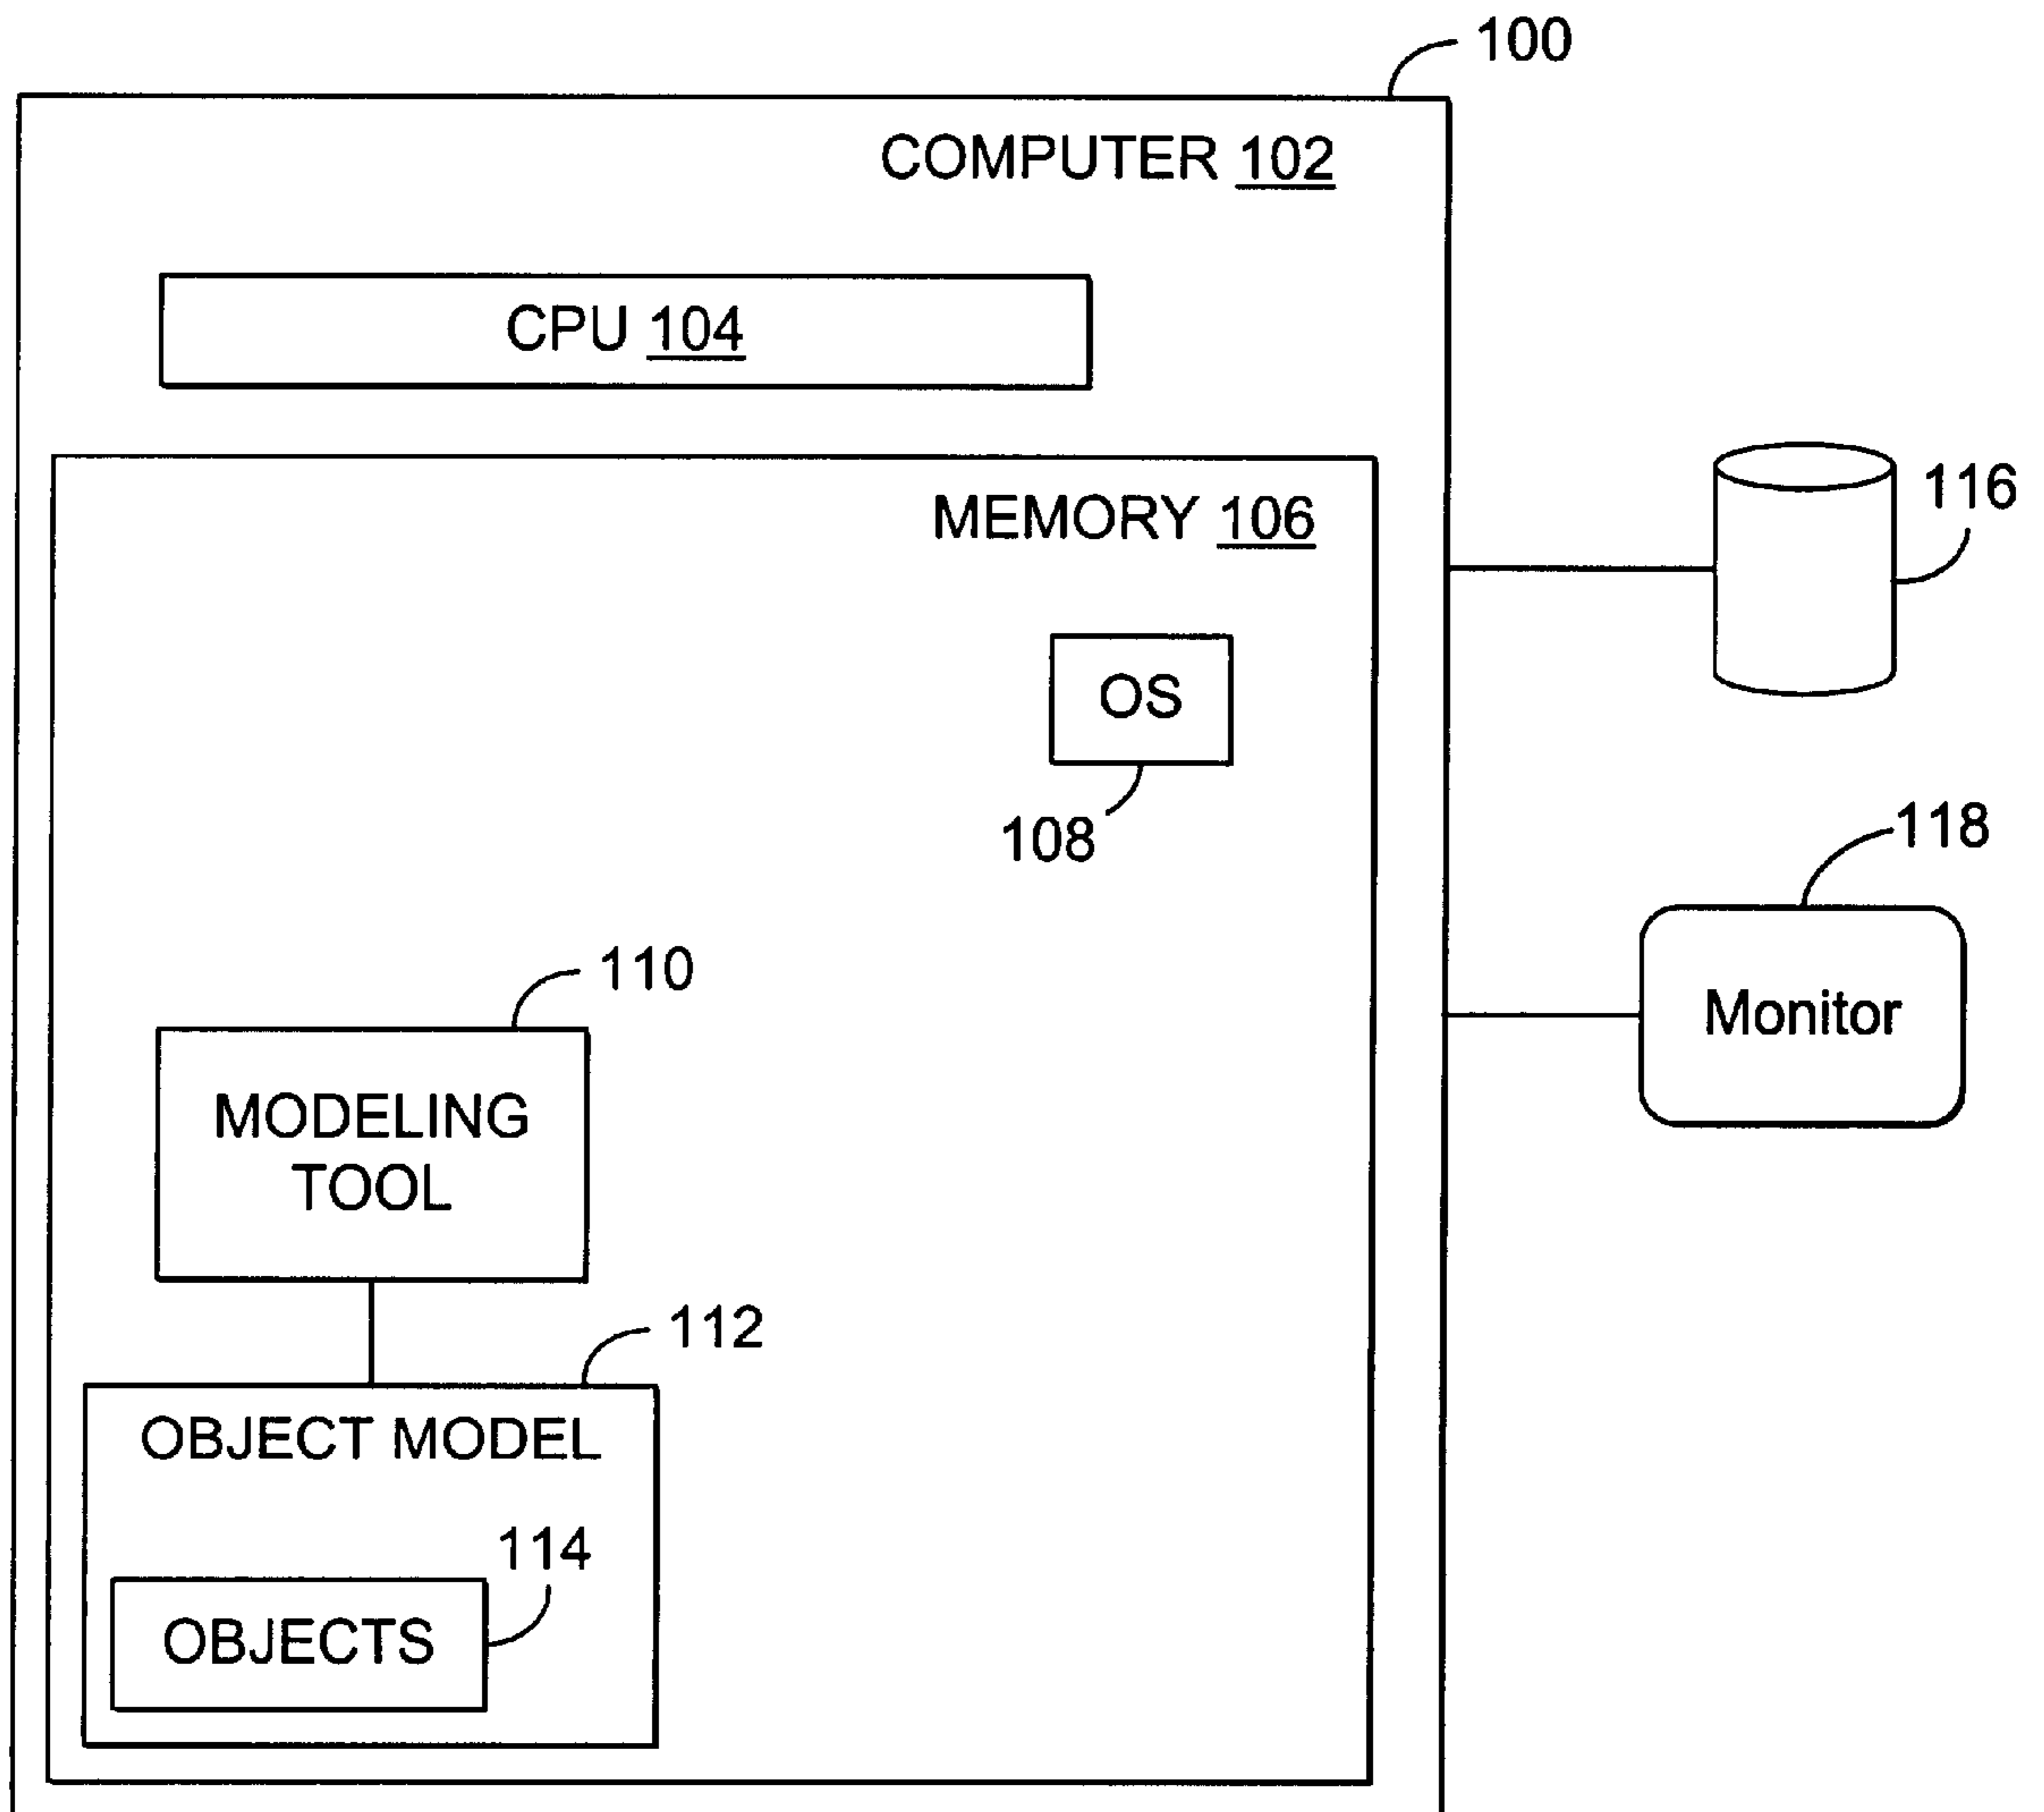 100
COMPUTER 102
CPU 104
MEMORY 106
116
OS
108
118
Monitor
110
MODELING
TOOL
112
OBJECT MODEL
114
OBJECTS